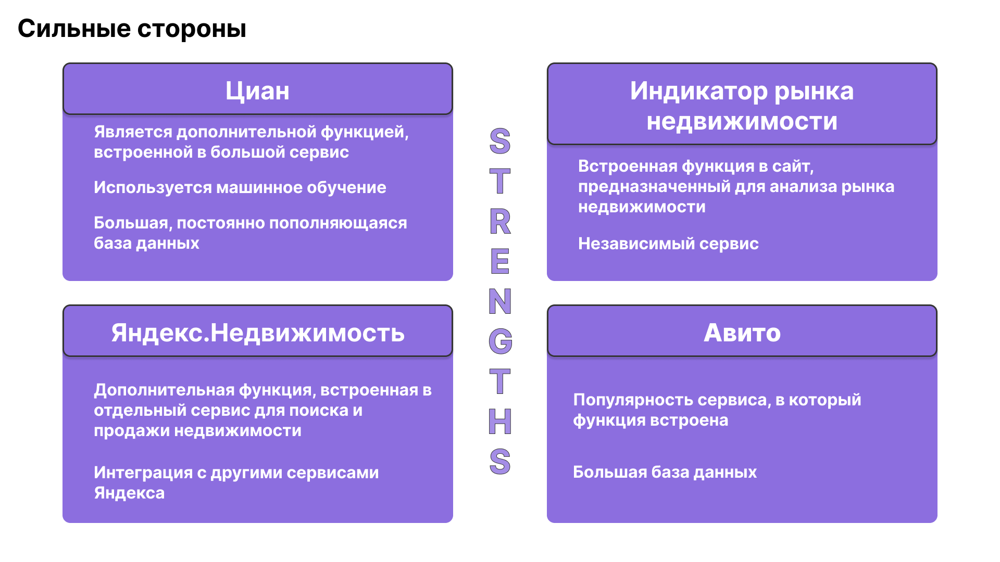 Сильные стороны
Циан
Является дополнительной функцией,
встроенной в большой сервис
Используется машинное обучение
Большая, постоянно пополняющаяся
база данных
Индикатор рынка
недвижимости
Встроенная функция в сайт,
предназначенный для анализа рынка
недвижимости
Независимый сервис
S
T
R
E
N
G
T
H
S
Яндекс.Недвижимость
Дополнительная функция, встроенная в
отдельный сервис для поиска и
продажи недвижимости
Интеграция с другими сервисами
Яндекса
Авито
Популярность сервиса, в который
функция встроена
Большая база данных